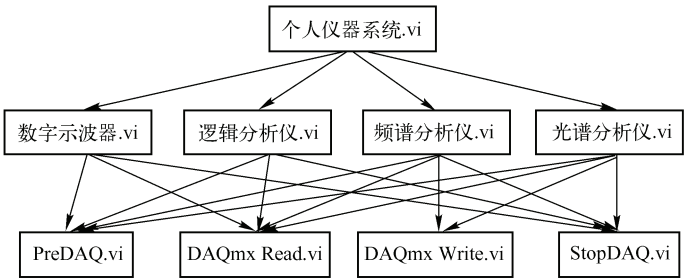 个人仪器系统.vi
数字示波器.vi
逻辑分析仪.vi
频谱分析仪.vi
光谱分析仪.vi
PreDAQ.vi
DAQmx Read.vi
DAQmx Write.vi
StopDAQ.vi